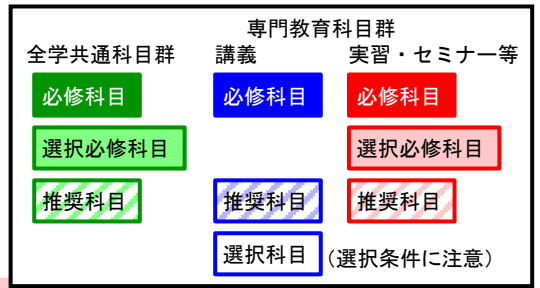 専門教育科目群
全学共通科目群 講義 実習・セミナー等
必修科目 必修科目 必修科目
選択必修科目 選択必修科目
推奨科目 推奨科目 推奨科目
選択科目 (選択条件に注意)